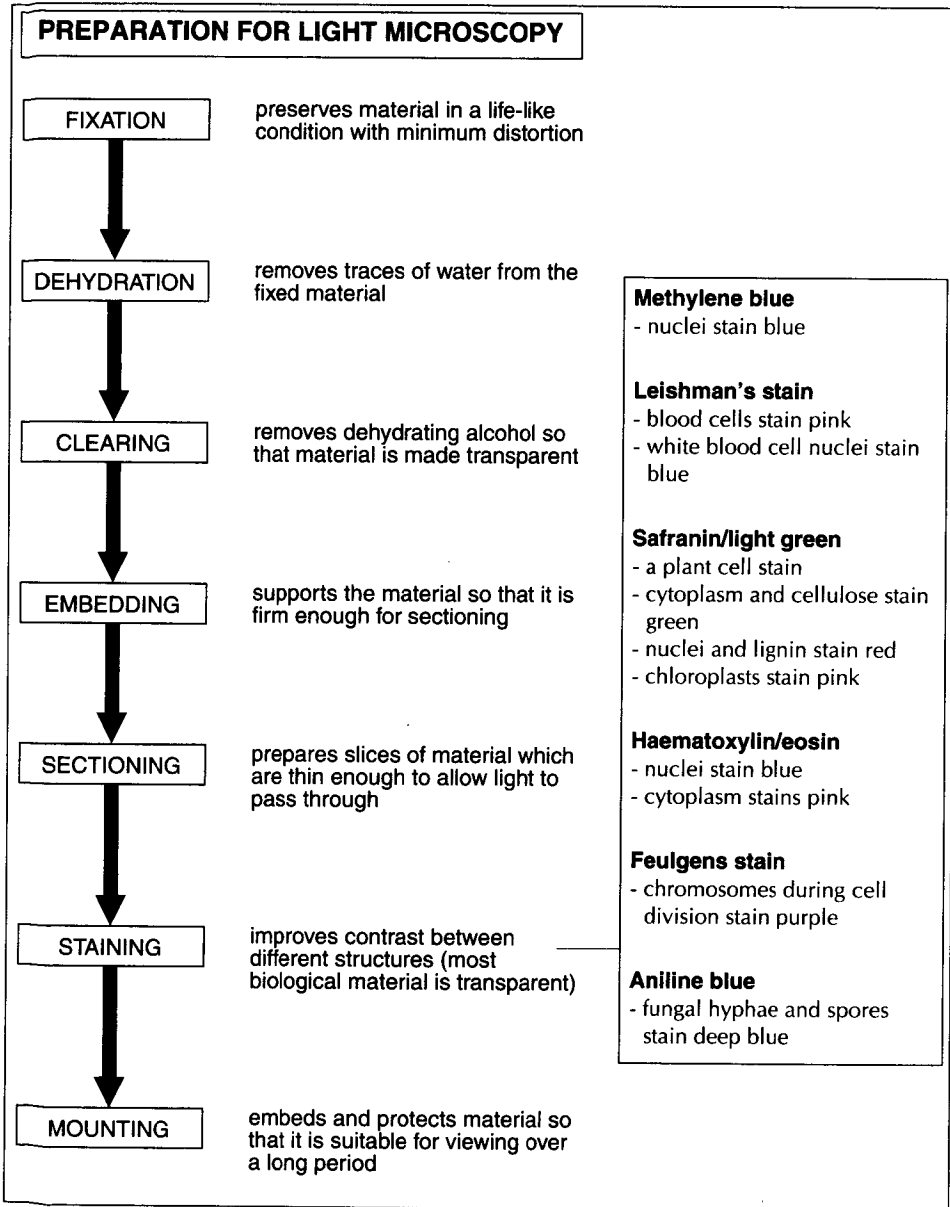 PREPARATION FOR LIGHT MICROSCOPY
FIXATION
preserves material in a life-like
condition with minimum distortion
DEHYDRATION
removes traces of water from the
fixed material
CLEARING
removes dehydrating alcohol so
that material is made transparent
EMBEDDING
supports the material so that it is
firm enough for sectioning
SECTIONING
prepares slices of material which
are thin enough to allow light to
pass through
STAINING
improves contrast between
different structures (most
biological material is transparent)
MOUNTING
embeds and protects material so
that it is suitable for viewing over
a long period
Methylene blue
- nuclei stain blue
Leishman's stain
- blood cells stain pink
- white blood cell nuclei stain
blue
Safranin/light green
- a plant cell stain
- cytoplasm and cellulose stain
green
- nuclei and lignin stain red
- chloroplasts stain pink
Haematoxylin/eosin
- nuclei stain blue
- cytoplasm stains pink
Feulgens stain
- chromosomes during cell
division stain purple
Aniline blue
- fungal hyphae and spores
stain deep blue